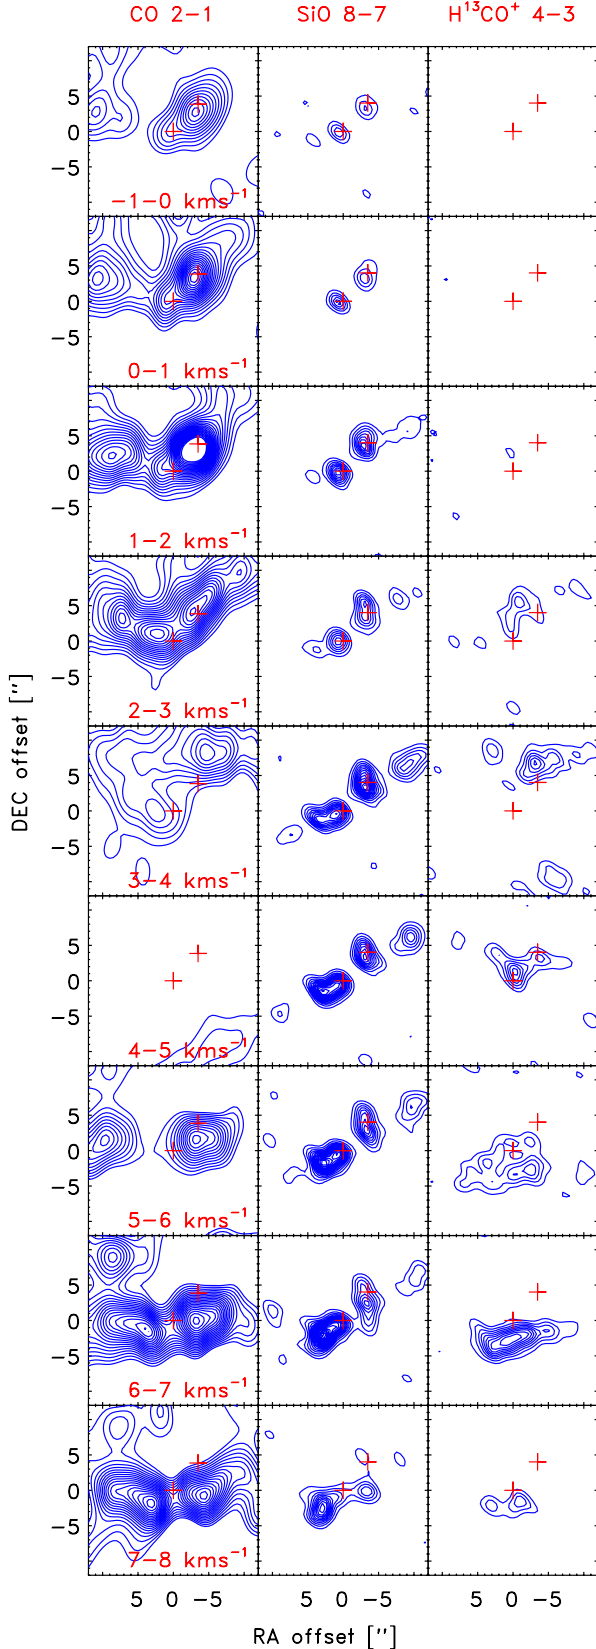 CO 2-1 SiO 8-7 H¹³CO⁺ 4-3
5
0
-5
-1-0 kms⁻¹
5
0
-5
0-1 kms⁻¹
5
0
-5
1-2 kms⁻¹
5
0
-5
2-3 kms⁻¹
DEC offset ["]
5
0
-5
3-4 kms⁻¹
5
0
-5
4-5 kms⁻¹
5
0
-5
5-6 kms⁻¹
5
0
-5
6-7 kms⁻¹
5
0
-5
7-8 kms⁻¹
5 0 -5 5 0 -5 5 0 -5
RA offset ["]